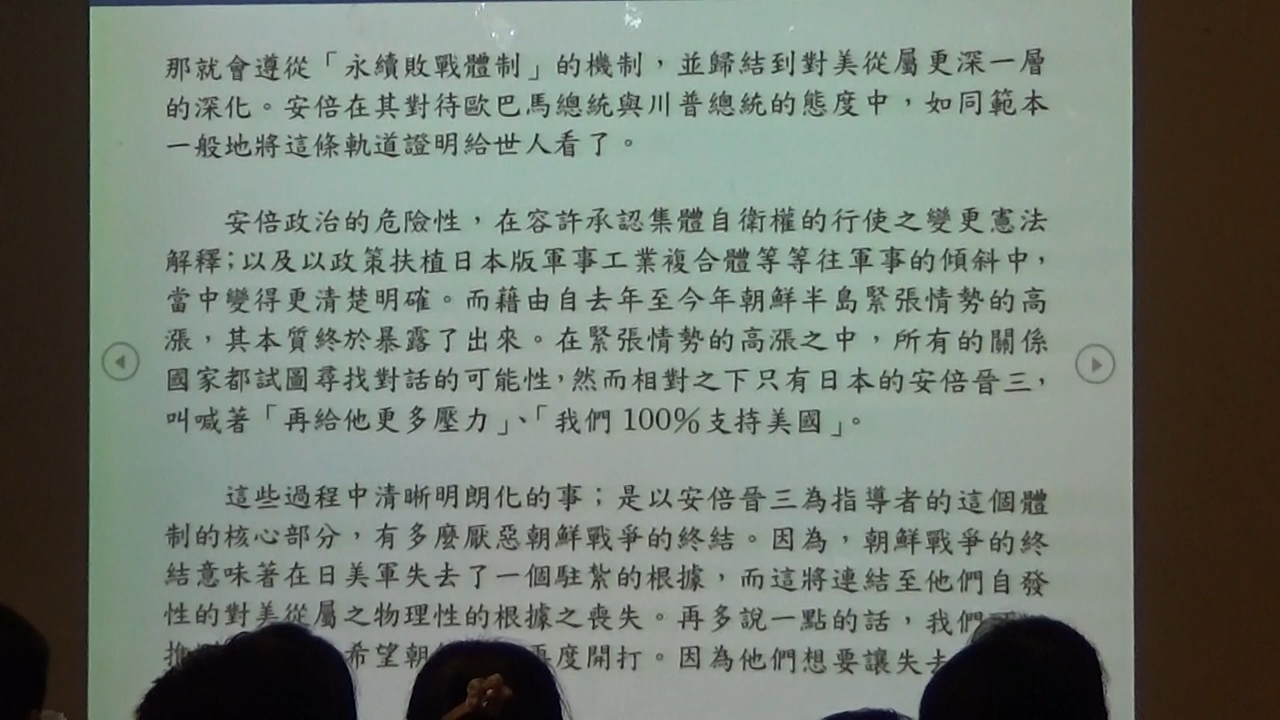 那就會遵從「永續敗戰體制」的機制，並歸結到對美從屬更深一層
的深化。安倍在其對待歐巴馬總統與川普總統的態度中，如同範本
一般地將這條軌道證明給世人看了。
安倍政治的危險性，在容許承認集體自衛權的行使之變更憲法
解釋；以及以政策扶植日本版軍事工業複合體等等往軍事的傾斜中，
當中變得更清楚明確。而藉由自去年至今年朝鮮半島緊張情勢的高
漲，其本質終於暴露了出來。在緊張情勢的高漲之中，所有的關係
國家都試圖尋找對話的可能性，然而相對之下只有日本的安倍晉三，
叫喊著「再給他更多壓力」、「我們 100%支持美國」。
這些過程中清晰明朗化的事；是以安倍晉三為指導者的這個體
制的核心部分，有多麼厭惡朝鮮戰爭的終結。因為，朝鮮戰爭的終
結意味著在日美軍失去了一個駐紮的根據，而這將連結至他們自發
性的對美從屬之物理性的根據之喪失。再多說一點的話，我們
希望朝 再度開打。因為他們想要讓失去